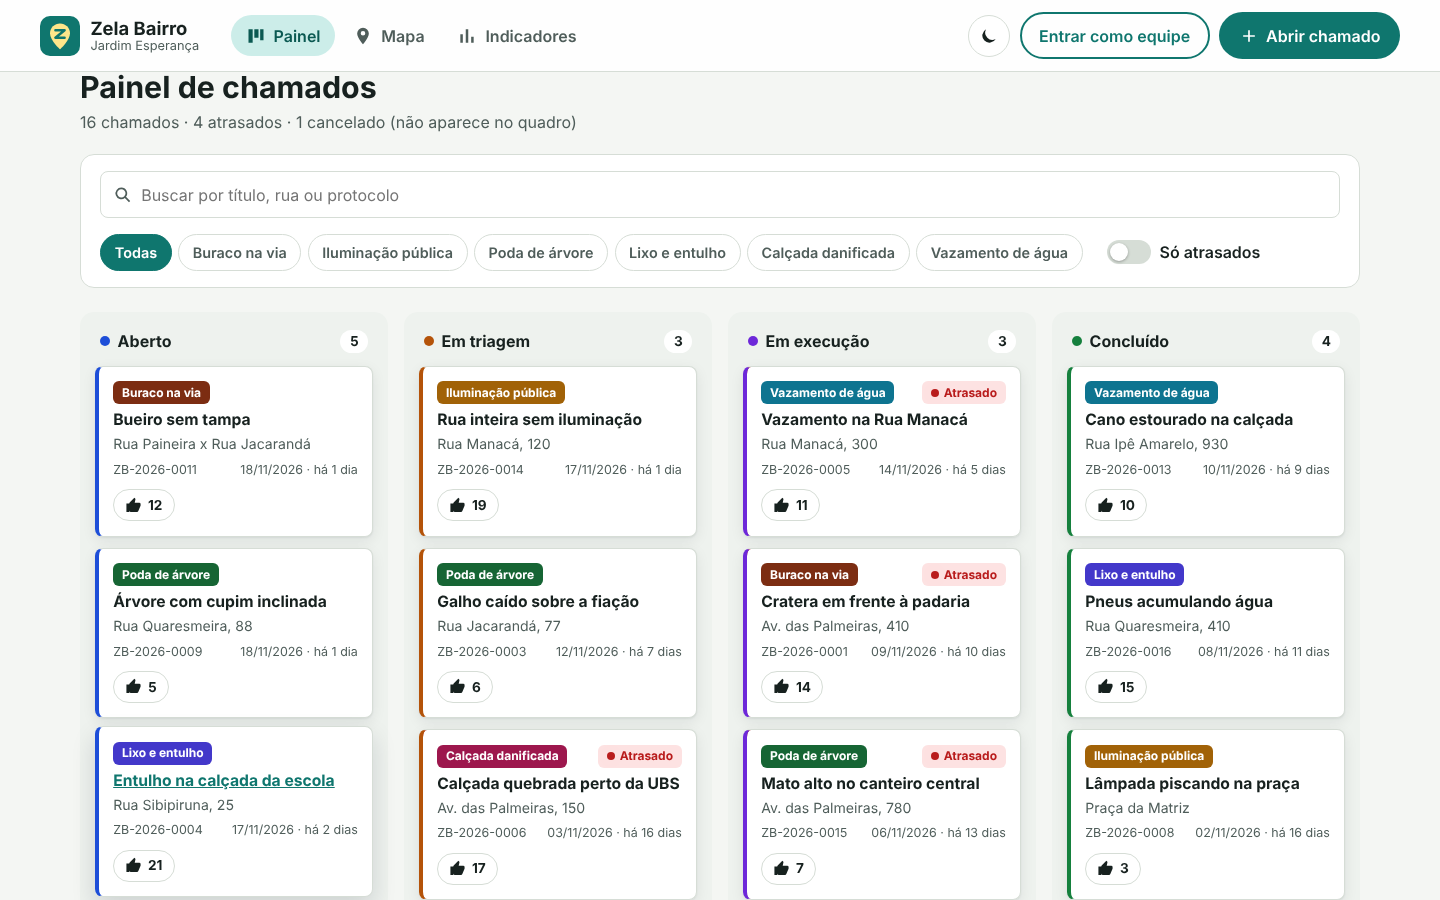 Zela Bairro
Jardim Esperança
Painel
Mapa
Indicadores
Entrar como equipe
Abrir chamado
Painel de chamados
16 chamados · 4 atrasados · 1 cancelado (não aparece no quadro)
Buscar por título, rua ou protocolo
Todas
Buraco na via
Iluminação pública
Poda de árvore
Lixo e entulho
Calçada danificada
Vazamento de água
Só atrasados
Aberto 5
Buraco na via
Bueiro sem tampa
Rua Paineira x Rua Jacarandá
ZB-2026-0011 18/11/2026 · há 1 dia
12
Poda de árvore
Árvore com cupim inclinada
Rua Quaresmeira, 88
ZB-2026-0009 18/11/2026 · há 1 dia
5
Lixo e entulho
Entulho na calçada da escola
Rua Sibipiruna, 25
ZB-2026-0004 17/11/2026 · há 2 dias
21
Em triagem 3
Iluminação pública
Rua inteira sem iluminação
Rua Manacá, 120
ZB-2026-0014 17/11/2026 · há 1 dia
19
Poda de árvore
Galho caído sobre a fiação
Rua Jacarandá, 77
ZB-2026-0003 12/11/2026 · há 7 dias
6
Calçada danificada Atrasado
Calçada quebrada perto da UBS
Av. das Palmeiras, 150
ZB-2026-0006 03/11/2026 · há 16 dias
17
Em execução 3
Vazamento de água Atrasado
Vazamento na Rua Manacá
Rua Manacá, 300
ZB-2026-0005 14/11/2026 · há 5 dias
11
Buraco na via Atrasado
Cratera em frente à padaria
Av. das Palmeiras, 410
ZB-2026-0001 09/11/2026 · há 10 dias
14
Poda de árvore Atrasado
Mato alto no canteiro central
Av. das Palmeiras, 780
ZB-2026-0015 06/11/2026 · há 13 dias
7
Concluído 4
Vazamento de água
Cano estourado na calçada
Rua Ipê Amarelo, 930
ZB-2026-0013 10/11/2026 · há 9 dias
10
Lixo e entulho
Pneus acumulando água
Rua Quaresmeira, 410
ZB-2026-0016 08/11/2026 · há 11 dias
15
Iluminação pública
Lâmpada piscando na praça
Praça da Matriz
ZB-2026-0008 02/11/2026 · há 16 dias
3